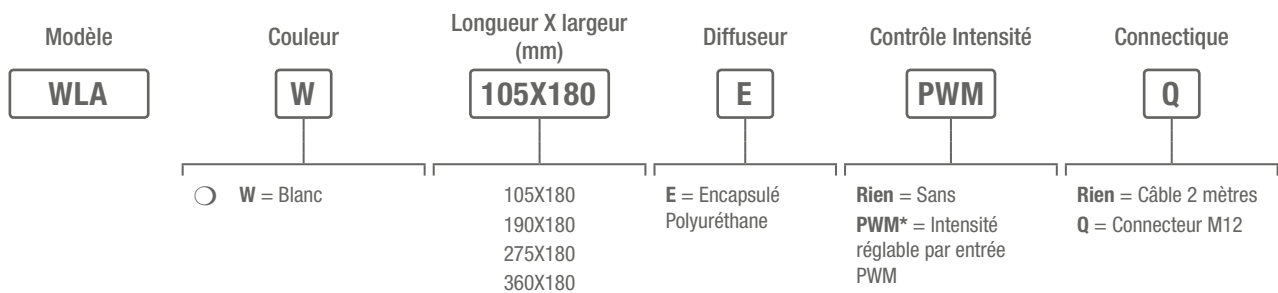 Modèle
Couleur
Longueur X largeur
(mm)
Diffuseur
Contrôle Intensité
Connectique
WLA
W
105X180
E
PWM
Q
W = Blanc
105X180
190X180
275X180
360X180
E = Encapsulé
Polyuréthane
Rien = Sans
PWM* = Intensité
réglable par entrée
PWM
Rien = Câble 2 mètres
Q = Connecteur M12